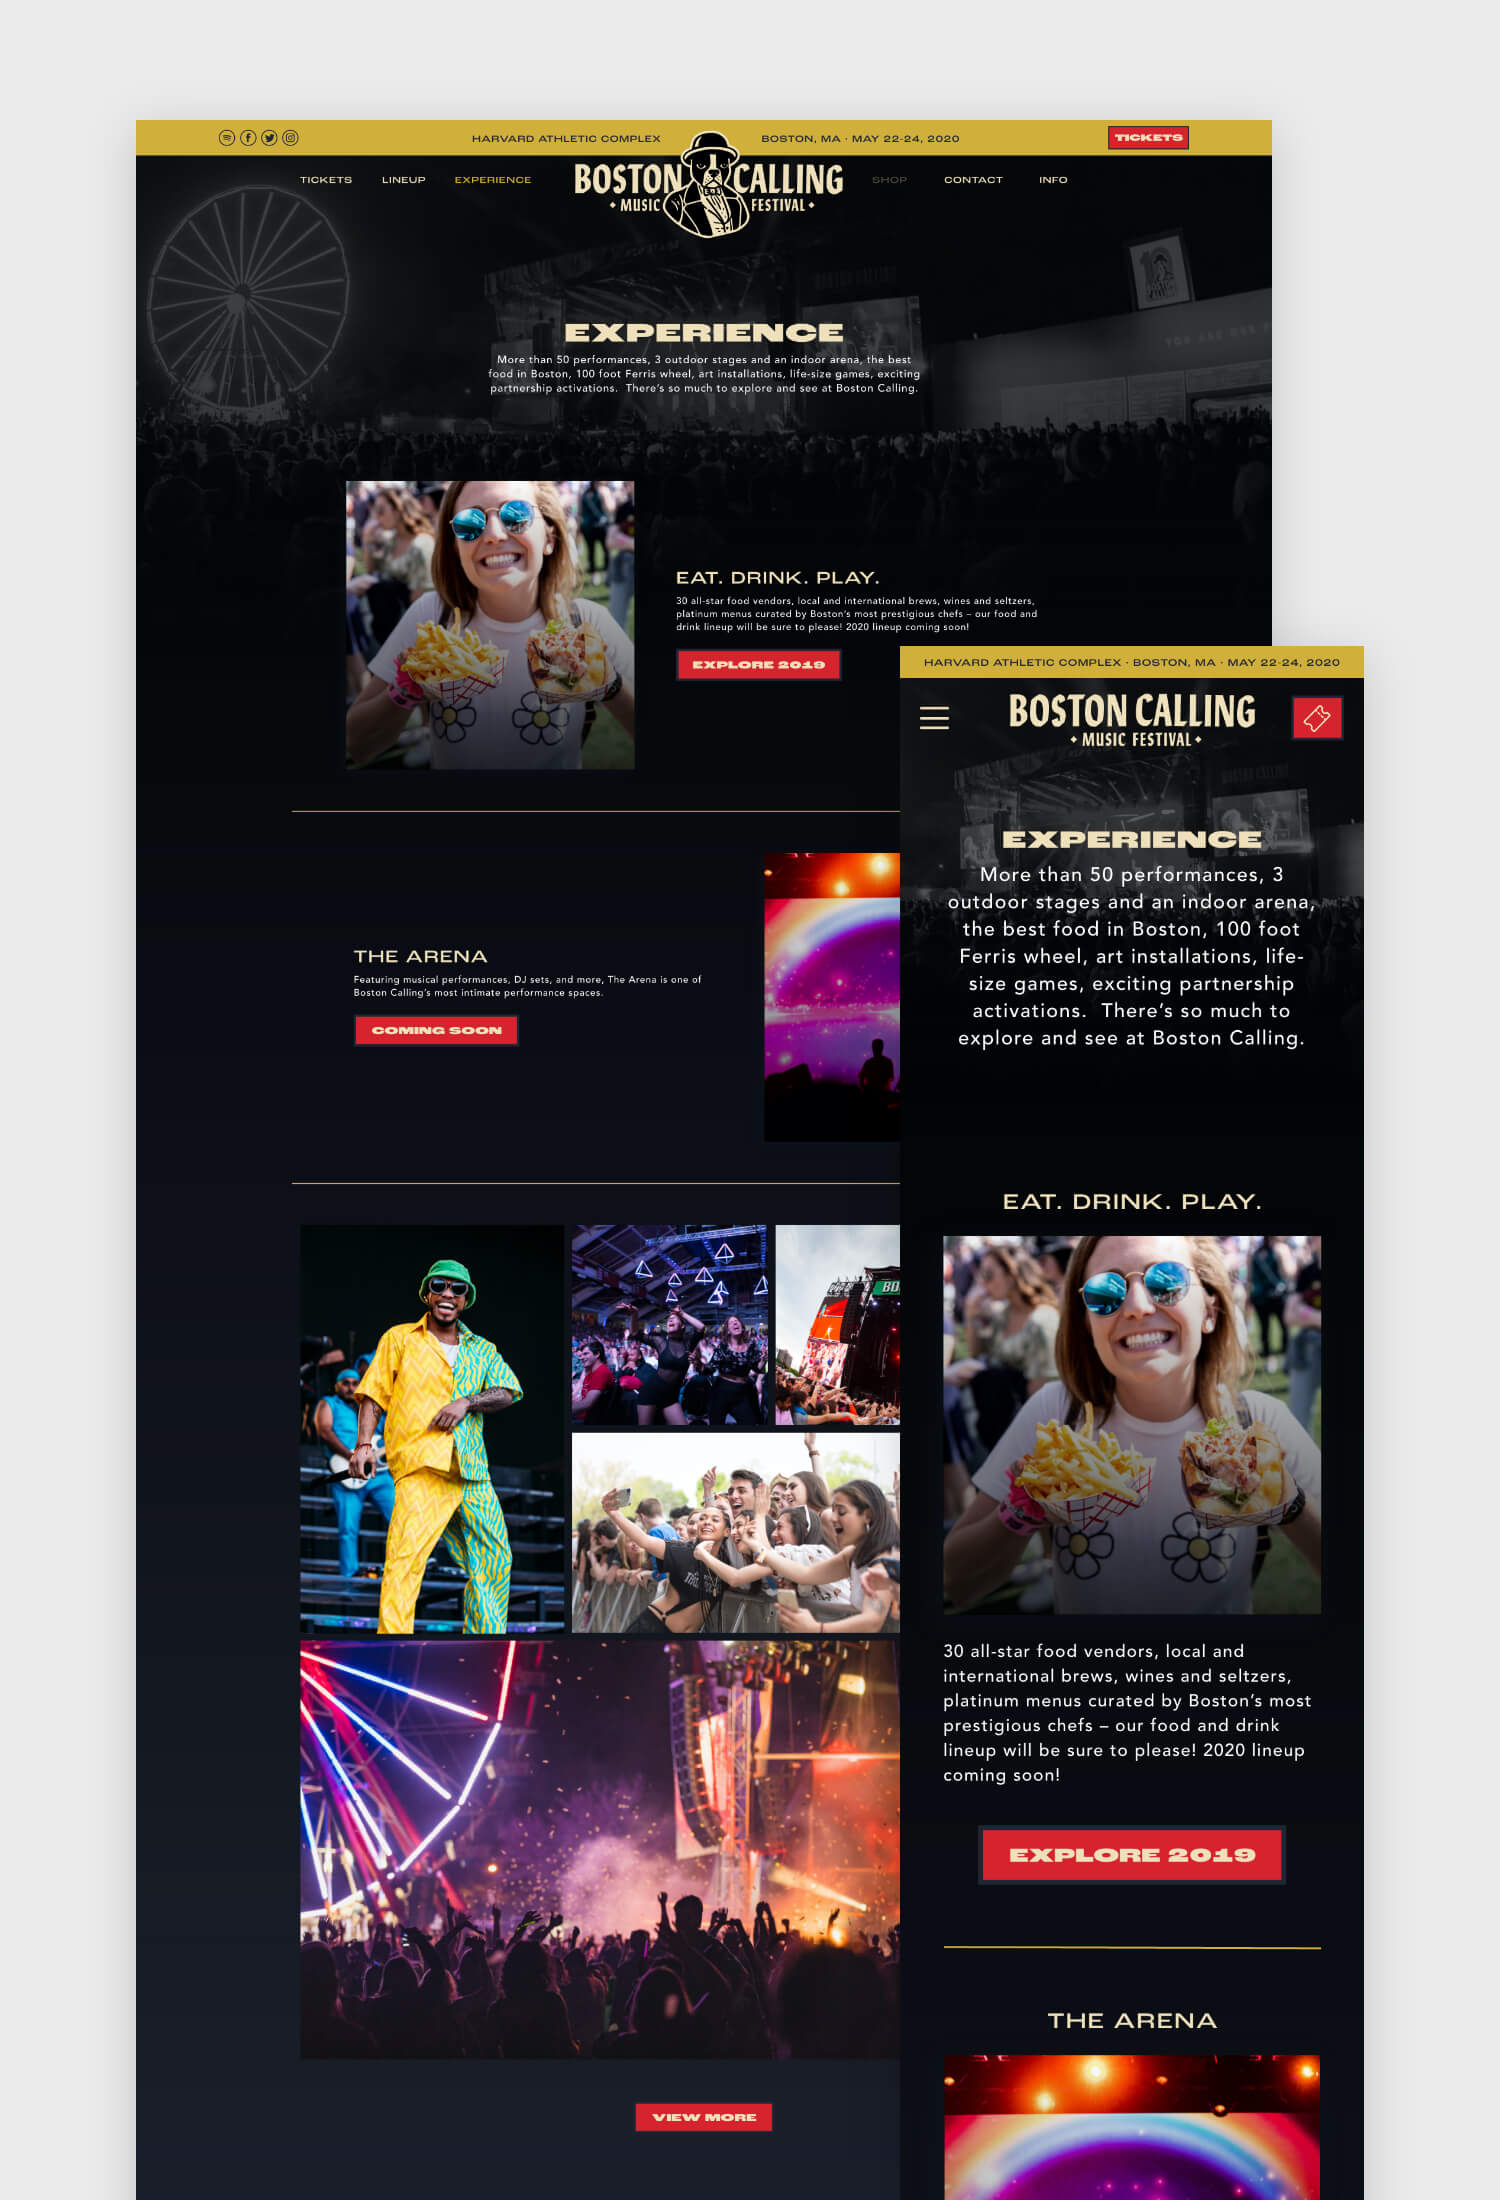 HARVARD ATHLETIC COMPLEX
BOSTON, MA · MAY 22-24, 2020
TICKETS
TICKETS
LINEUP
EXPERIENCE
BOSTON CALLING
MUSIC FESTIVAL
SHOP
CONTACT
INFO
BOSTON CALLING
EXPERIENCE
More than 50 performances, 3 outdoor stages and an indoor arena, the best
food in Boston, 100 foot Ferris wheel, art installations, life-size games, exciting
partnership activations. There's so much to explore and see at Boston Calling.
EAT. DRINK. PLAY.
30 all-star food vendors, local and international brews, wines and seltzers,
platinum menus curated by Boston's most prestigious chefs – our food and
drink lineup will be sure to please! 2020 lineup coming soon!
EXPLORE 2019
THE ARENA
Featuring musical performances, DJ sets, and more, The Arena is one of
Boston Calling's most intimate performance spaces.
COMING SOON
BO
VIEW MORE
HARVARD ATHLETIC COMPLEX · BOSTON, MA · MAY 22-24, 2020
BOSTON CALLING
MUSIC FESTIVAL
BOSTON CALLING
EXPERIENCE
More than 50 performances, 3
outdoor stages and an indoor arena,
the best food in Boston, 100 foot
Ferris wheel, art installations, life-
size games, exciting partnership
activations. There's so much to
explore and see at Boston Calling.
EAT. DRINK. PLAY.
30 all-star food vendors, local and
international brews, wines and seltzers,
platinum menus curated by Boston's most
prestigious chefs – our food and drink
lineup will be sure to please! 2020 lineup
coming soon!
EXPLORE 2019
THE ARENA